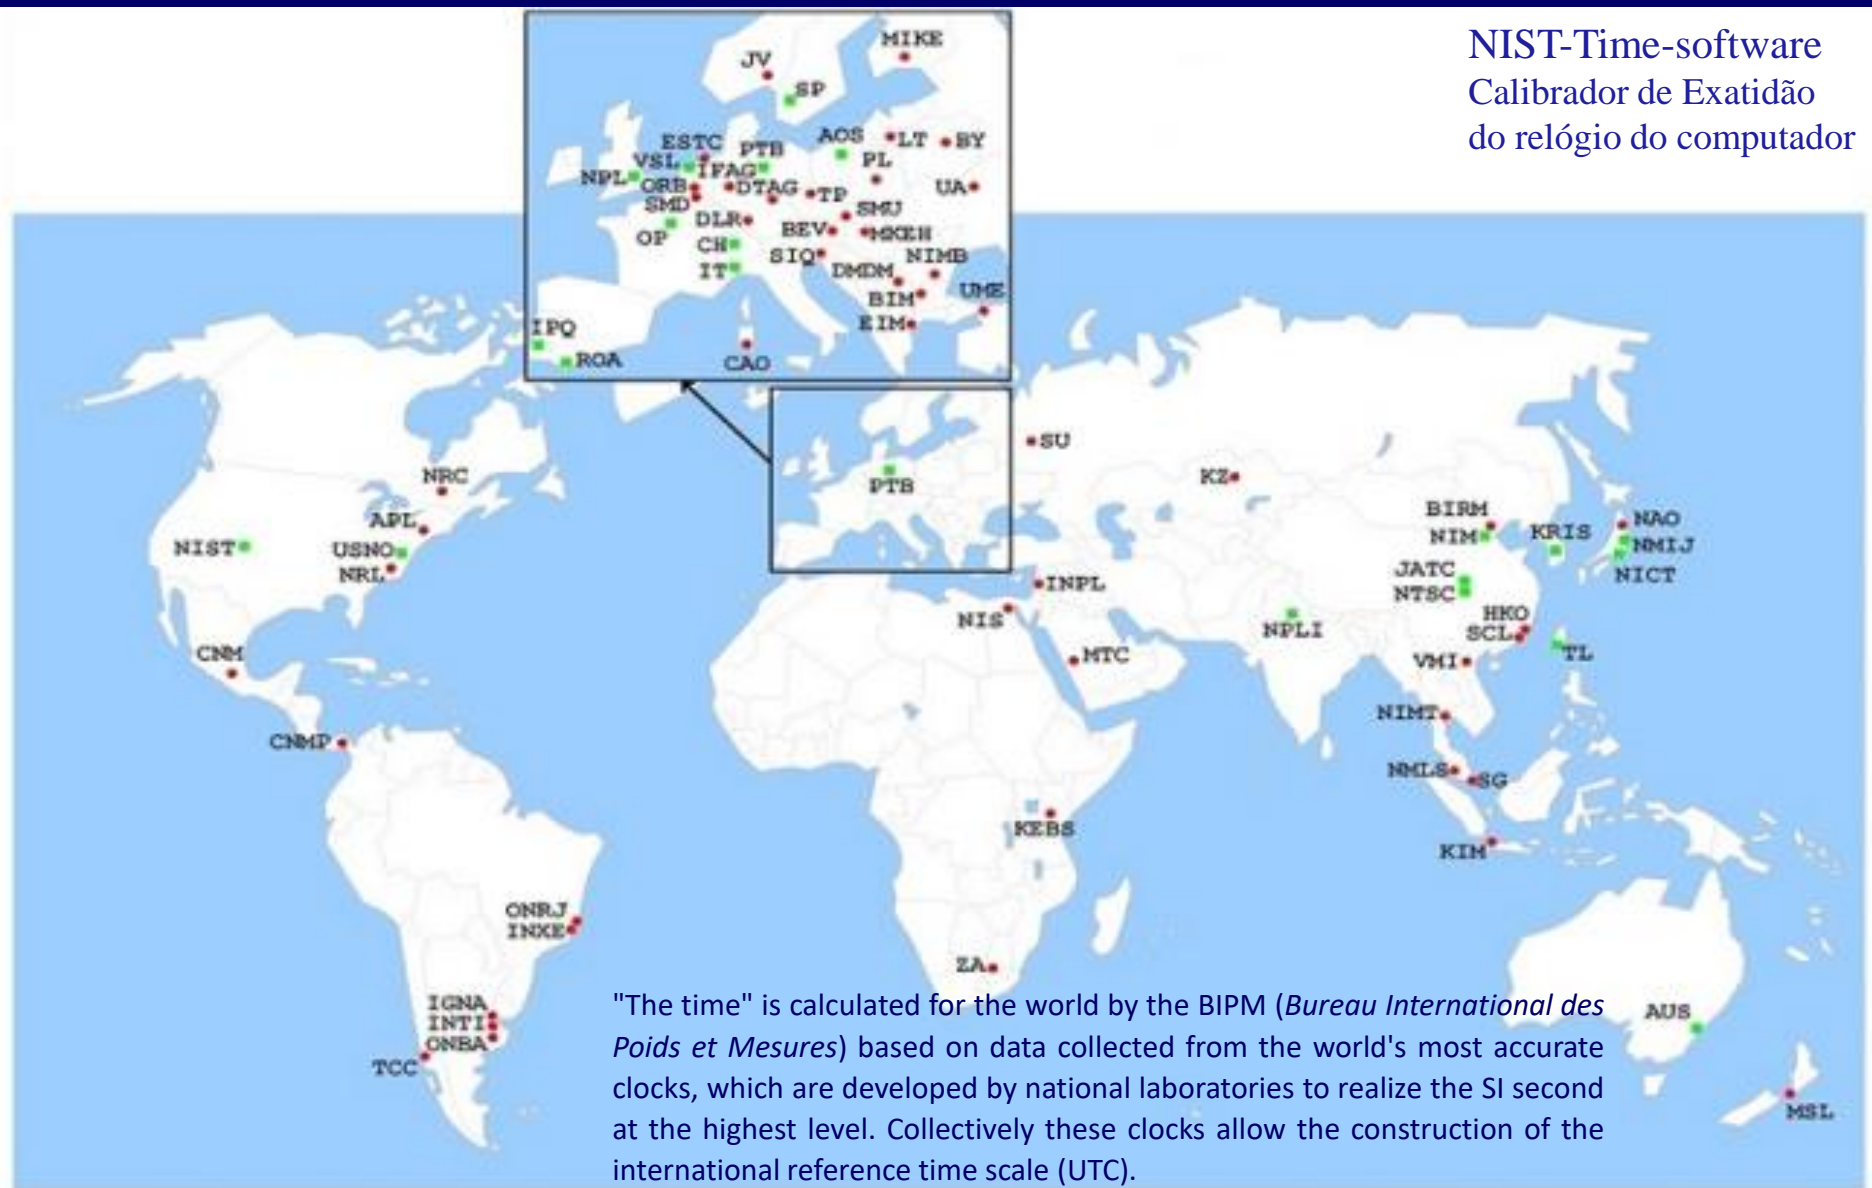 NIST-Time-software
Calibrador de Exatidão
do relógio do computador
MIKE
JV
SP
ESTC
PTB
AOS
LT
BY
VSL
IFAG
PL
NPL
ORB
DTAG
TP
UA
SMD
DLR
SMU
OP
BEV
MKEH
CH
SIQ
NIMB
IT
DMDM
BIM
UME
EIM
IPQ
ROA
CAO
SU
NRC
PTB
KZ
APL
BIRM
NAO
NIST
USNO
NIM
KRIS
NMIJ
NRL
JATC
NICT
INPL
NTSC
NIS
NPLI
HKO
SCL
CNM
MTC
VMI
TL
CNMP
NIMT
NMLS
SG
KEBS
KIM
ONRJ
INXE
ZA
IGNA
INTI
ONBA
TCC
AUS
MSL
"The time" is calculated for the world by the BIPM (Bureau International des
Poids et Mesures) based on data collected from the world's most accurate
clocks, which are developed by national laboratories to realize the SI second
at the highest level. Collectively these clocks allow the construction of the
international reference time scale (UTC).